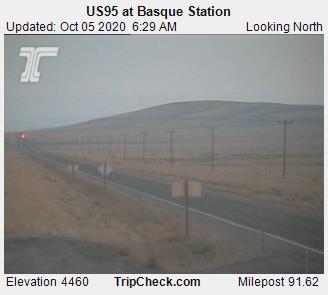 US95 at Basque Station
Updated: Oct 05 2020 6:29 AM Looking North
Elevation 4460 TripCheck.com Milepost 91.62